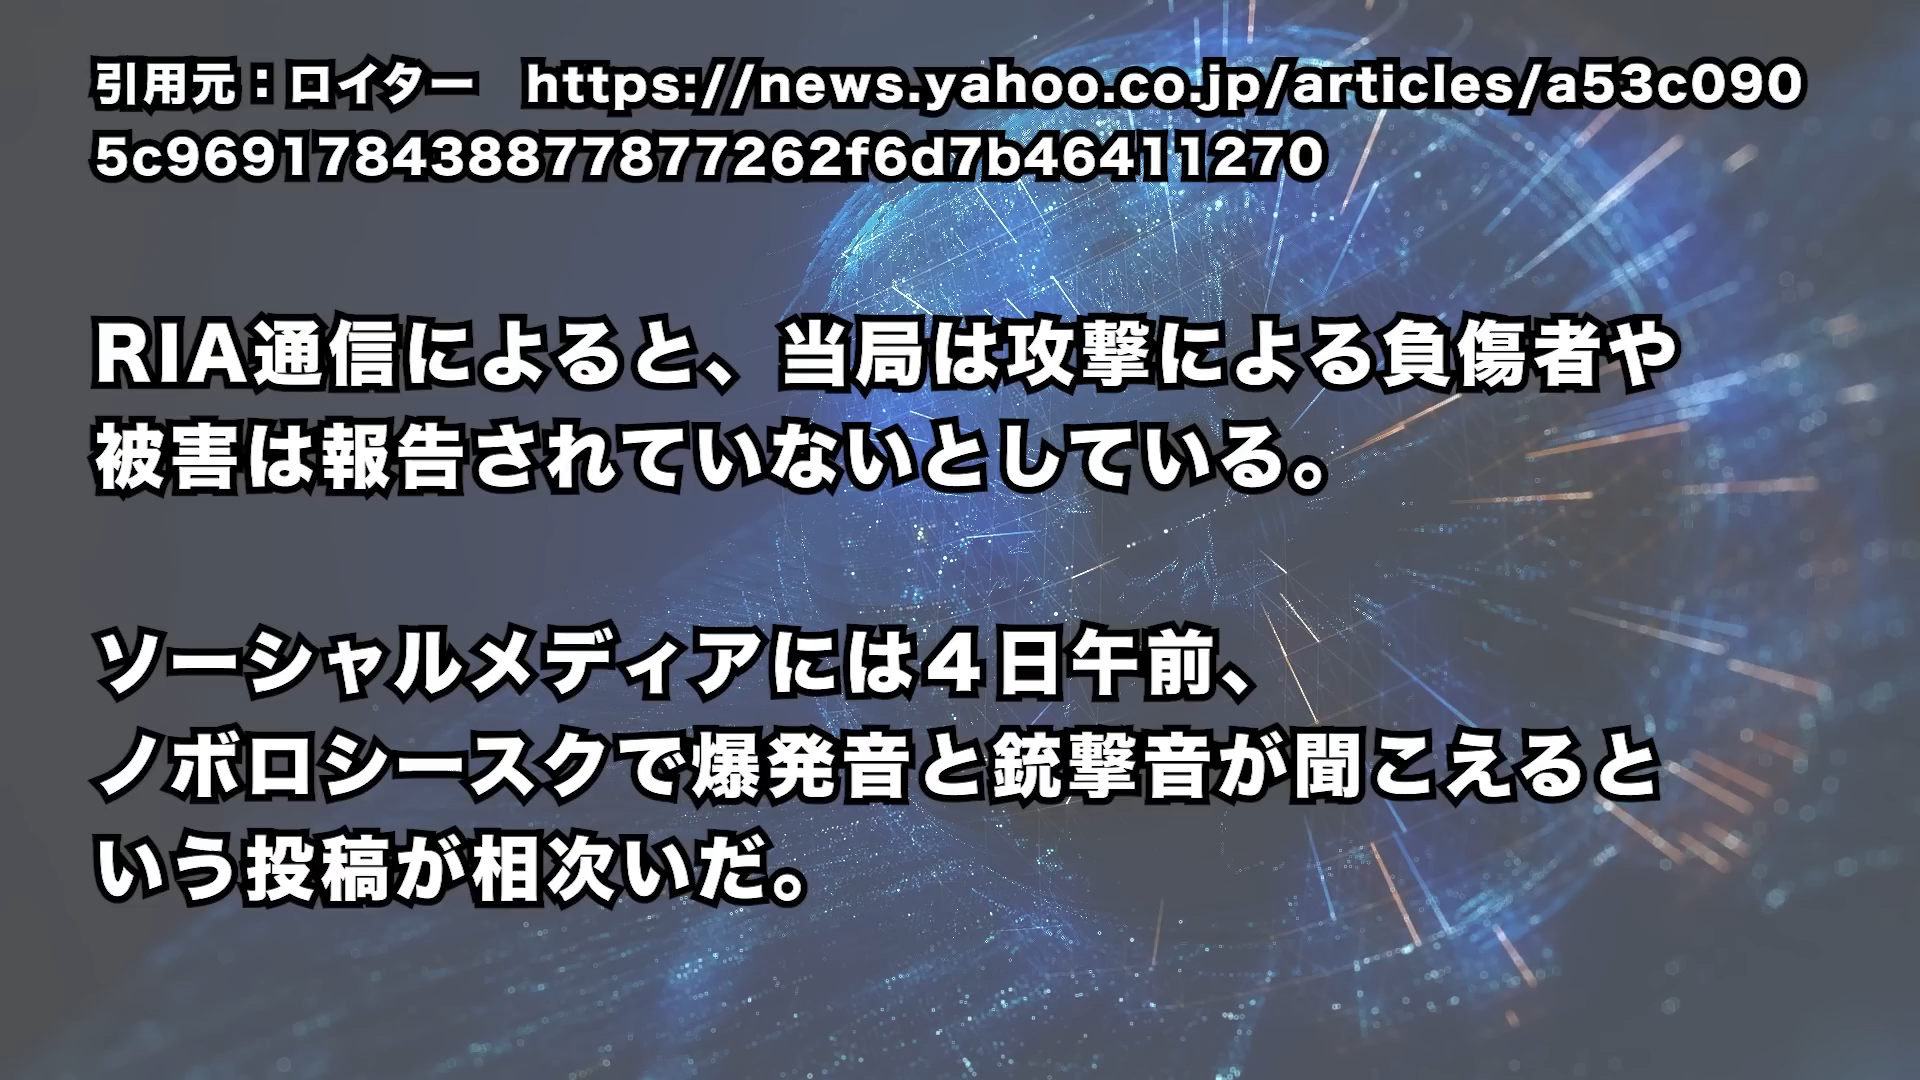 引用元：ロイター　https://news.yahoo.co.jp/articles/a53c090
5c969178438877877262f6d7b46411270
RIA通信によると、当局は攻撃による負傷者や
被害は報告されていないとしている。
ソーシャルメディアには４日午前、
ノボロシースクで爆発音と銃撃音が聞こえると
いう投稿が相次いだ。